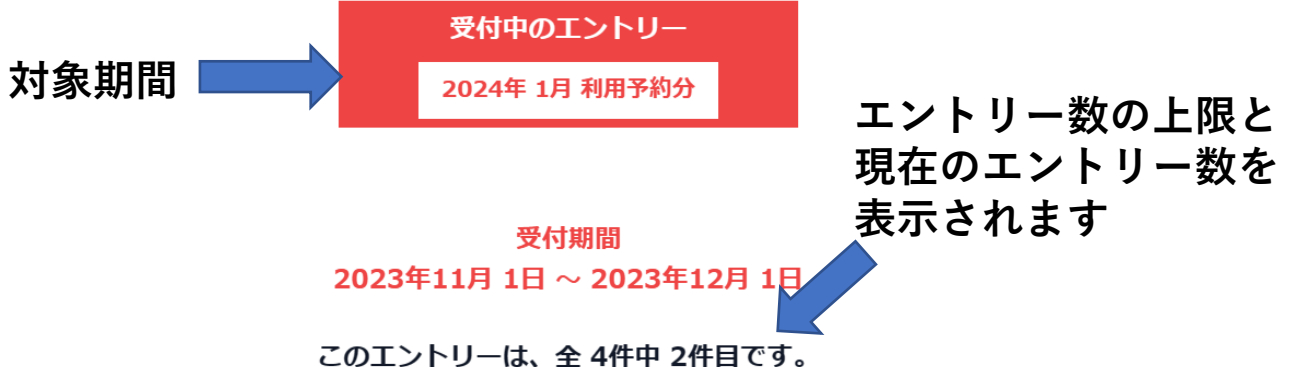 受付中のエントリー
対象期間
2024年 1月 利用予約分
エントリー数の上限と
現在のエントリー数を
表示されます
受付期間
2023年11月 1日 ～ 2023年12月 1日
このエントリーは、全 4件中 2件目です。